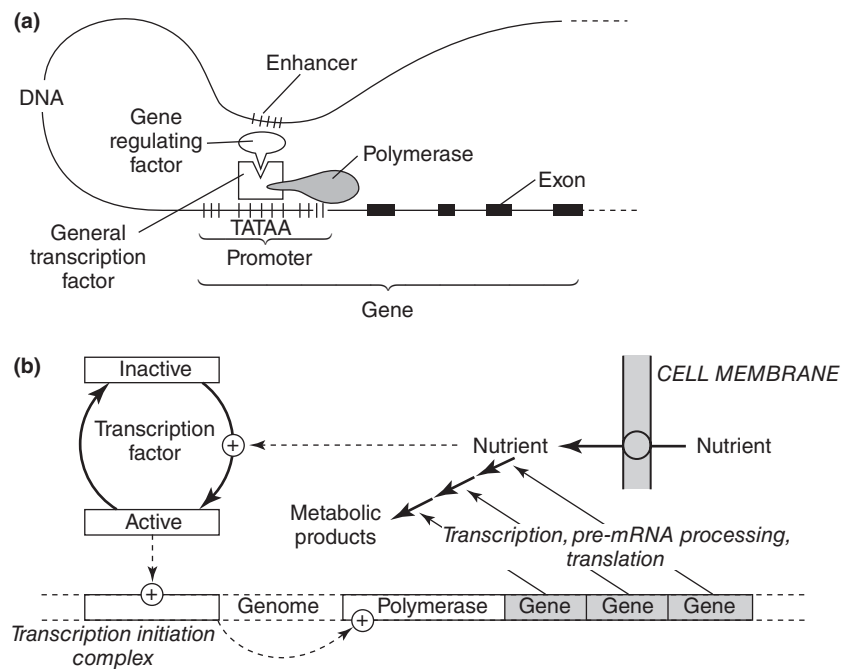 (a)
Enhancer
DNA
Gene
regulating
factor
Polymerase
Exon
TATAA
General
transcription
factor
Promoter
Gene
(b)
Inactive
CELL MEMBRANE
Transcription
factor
+
Nutrient
Nutrient
Active
Metabolic
products
Transcription, pre-mRNA processing,
translation
+
Genome
Polymerase
Gene
Gene
Gene
+
Transcription initiation
complex